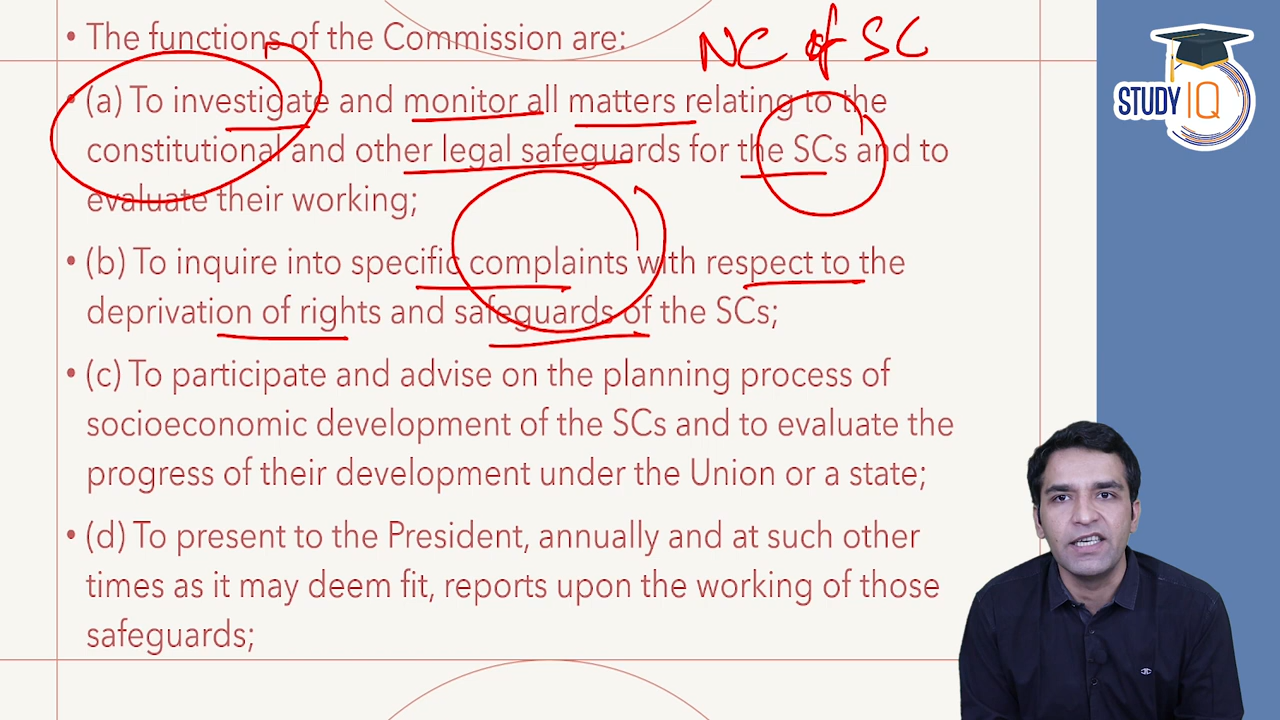 • The functions of the Commission are:
NC of SC
• (a) To investigate and monitor all matters relating to the
constitutional and other legal safeguards for the SCs and to
evaluate their working;
• (b) To inquire into specific complaints with respect to the
deprivation of rights and safeguards of the SCs;
• (c) To participate and advise on the planning process of
socioeconomic development of the SCs and to evaluate the
progress of their development under the Union or a state;
• (d) To present to the President, annually and at such other
times as it may deem fit, reports upon the working of those
safeguards;
STUDY IQ